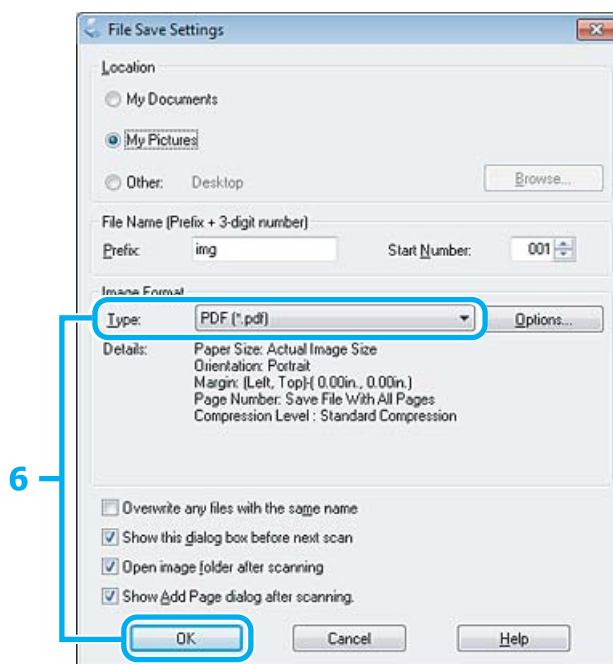 File Save Settings
Location
My Documents
My Pictures
Other: Desktop Browse...
File Name (Prefix + 3-digit number)
Prefix: img Start Number: 001
Image Format
Type: PDF (*.pdf) Options...
Details: Paper Size: Actual Image Size
Orientation: Portrait
Margin: (Left, Top)-( 0.00in., 0.00in.)
Page Number: Save File With All Pages
Compression Level : Standard Compression
6
Overwrite any files with the same name
Show this dialog box before next scan
Open image folder after scanning
Show Add Page dialog after scanning.
OK Cancel Help